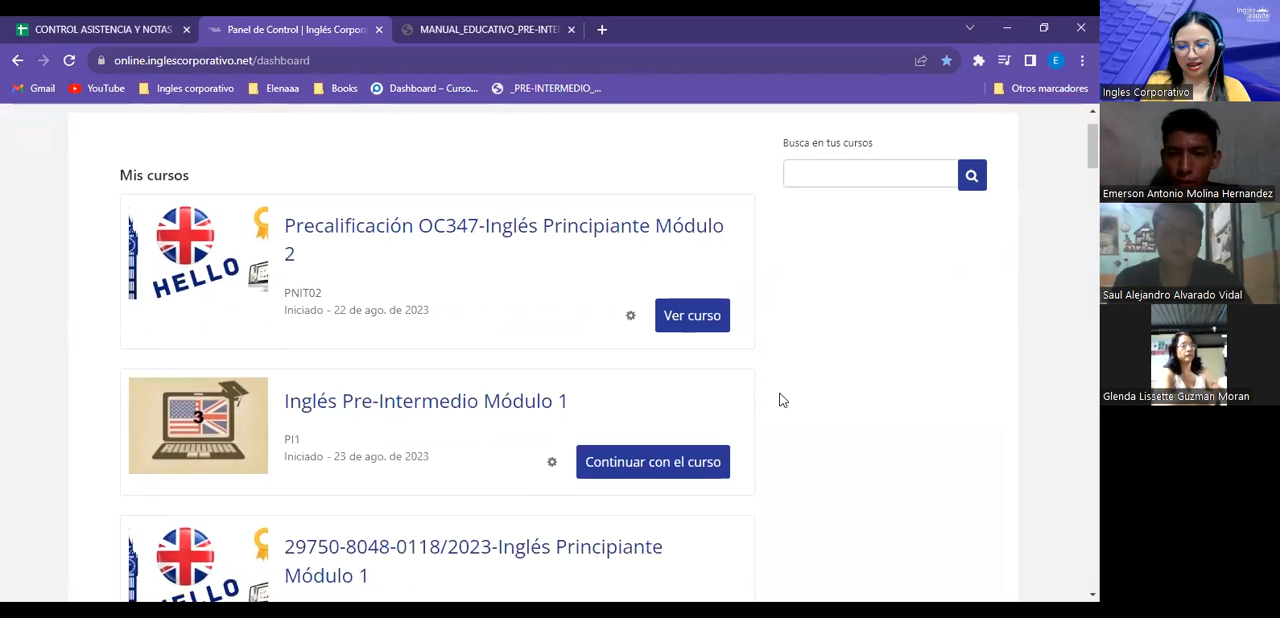 CONTROL ASISTENCIA Y NOTAS
Panel de Control | Inglés Corpora
MANUAL_EDUCATIVO_PRE-INTE
online.inglescorporativo.net/dashboard
E
Gmail
YouTube
Ingles corporativo
Elenaaa
Books
Dashboard – Curso...
_PRE-INTERMEDIO_...
Otros marcadores
Busca en tus cursos
Mis cursos
HELLO
Precalificación OC347-Inglés Principiante Módulo
2
PNIT02
Iniciado - 22 de ago. de 2023
Ver curso
3
Inglés Pre-Intermedio Módulo 1
PI1
Iniciado - 23 de ago. de 2023
Continuar con el curso
29750-8048-0118/2023-Inglés Principiante
Módulo 1
Ingles Corporativo
Emerson Antonio Molina Hernandez
Saul Alejandro Alvarado Vidal
Glenda Lissette Guzman Moran